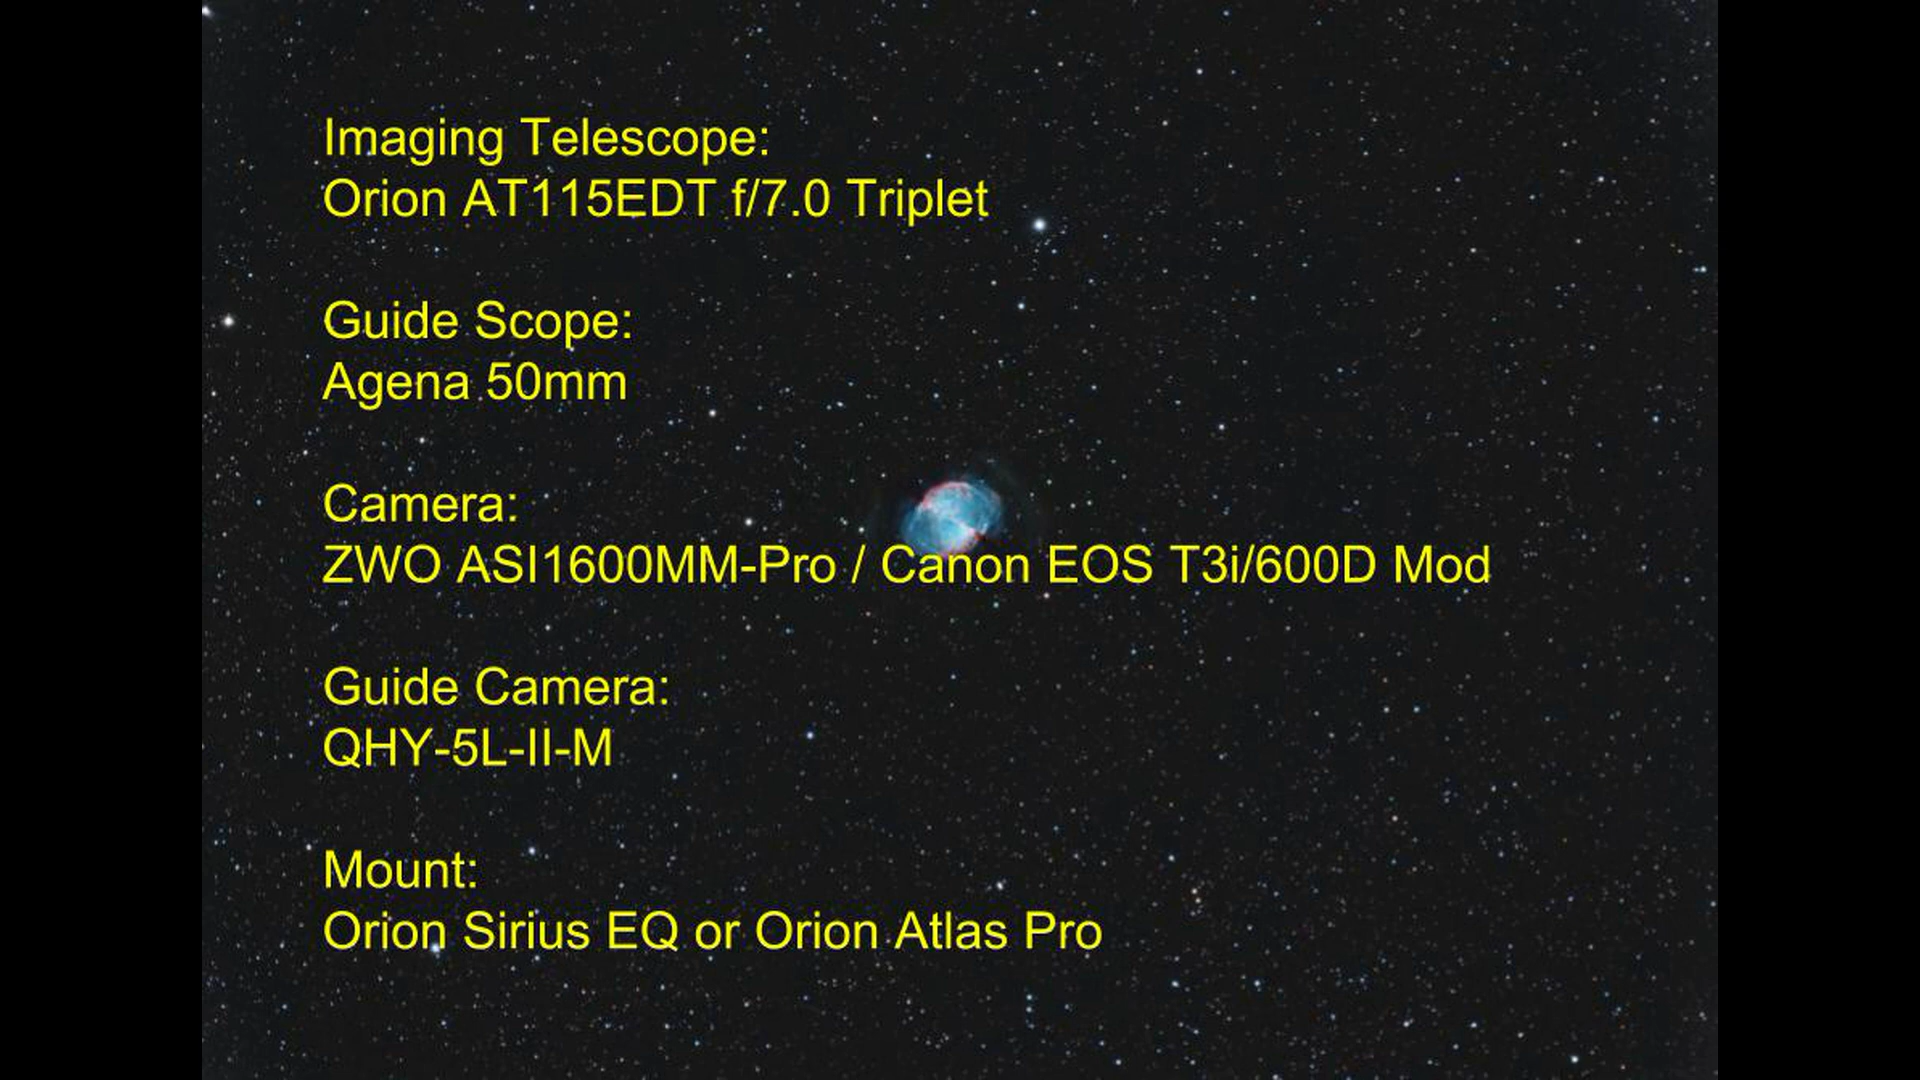 Imaging Telescope:
Orion AT115EDT f/7.0 Triplet
Guide Scope:
Agena 50mm
Camera:
ZWO ASI1600MM-Pro / Canon EOS T3i/600D Mod
Guide Camera:
QHY-5L-II-M
Mount:
Orion Sirius EQ or Orion Atlas Pro